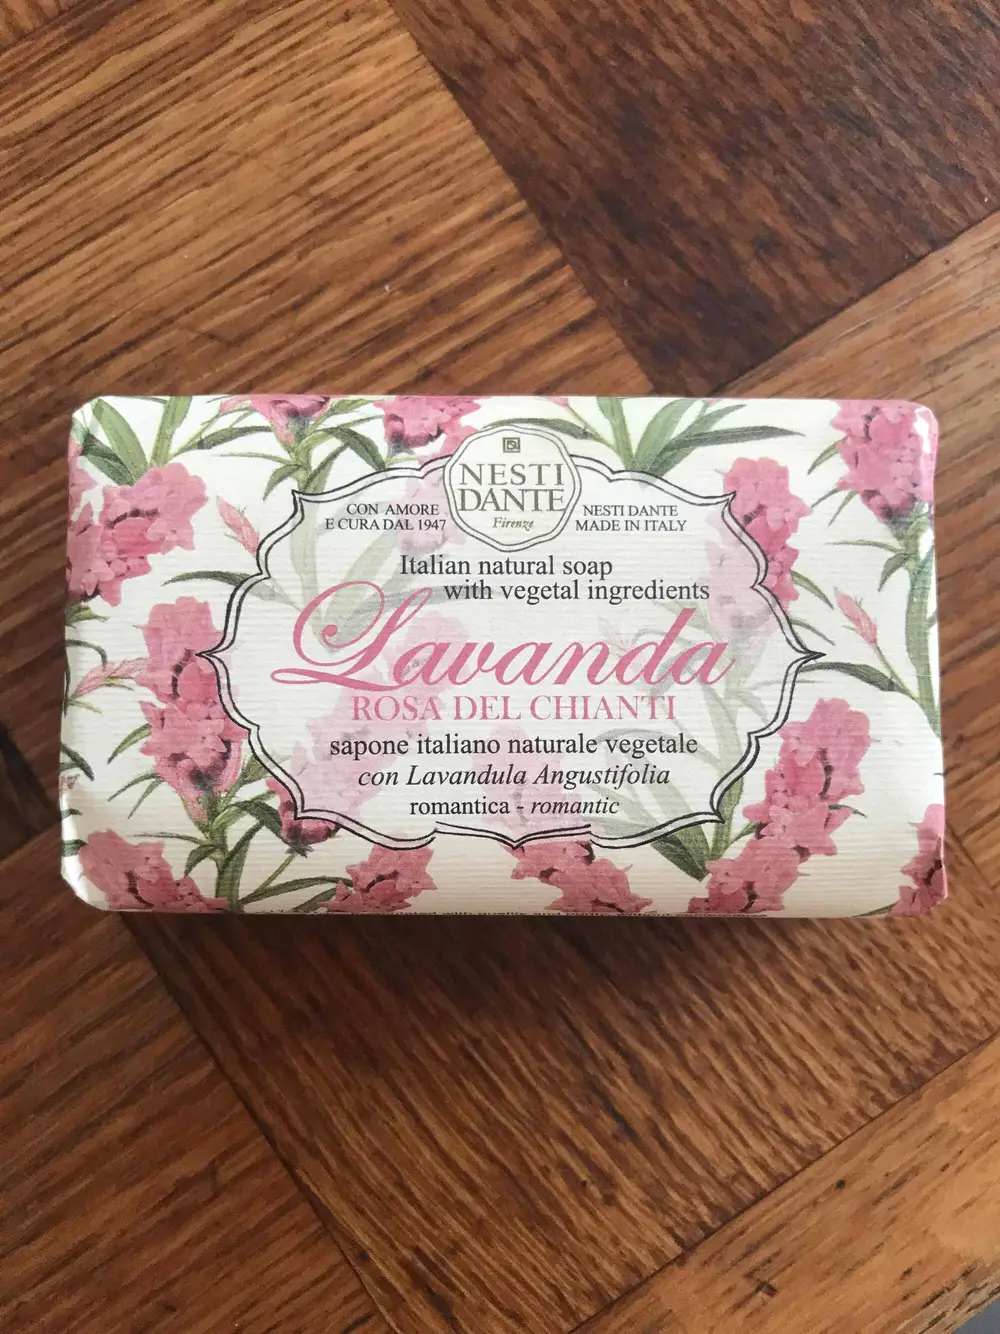 NESTI
DANTE
Firenze
CON AMORE
E CURA DAL 1947
NESTI DANTE
MADE IN ITALY
Italian natural soap
with vegetal ingredients
Lavanda
ROSA DEL CHIANTI
sapone italiano naturale vegetale
con Lavandula Angustifolia
romantica - romantic